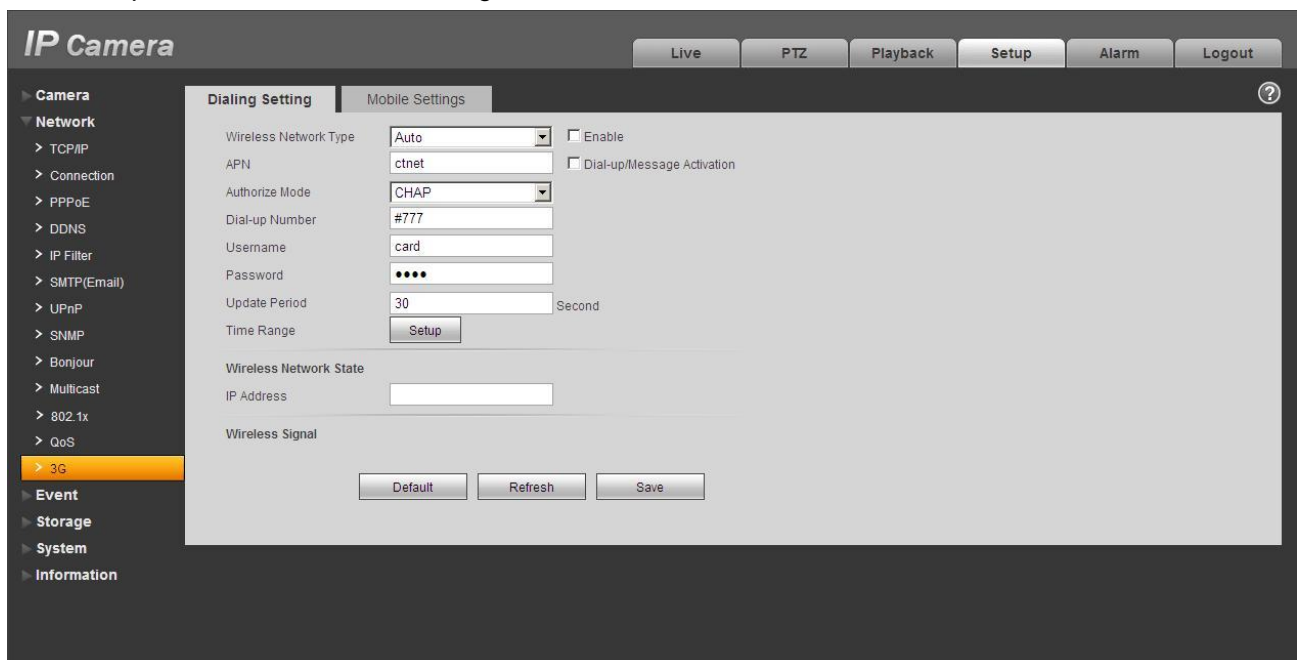 IP Camera
Live PTZ Playback Setup Alarm Logout
Camera
Network
TCP/IP
Connection
PPPoE
DDNS
IP Filter
SMTP(Email)
UPnP
SNMP
Bonjour
Multicast
802.1x
QoS
3G
Event
Storage
System
Information
Dialing Setting Mobile Settings
Wireless Network Type Auto Enable
APN ctnet Dial-up/Message Activation
Authorize Mode CHAP
Dial-up Number #777
Username card
Password ●●●●
Update Period 30 Second
Time Range Setup
Wireless Network State
IP Address
Wireless Signal
Default Refresh Save